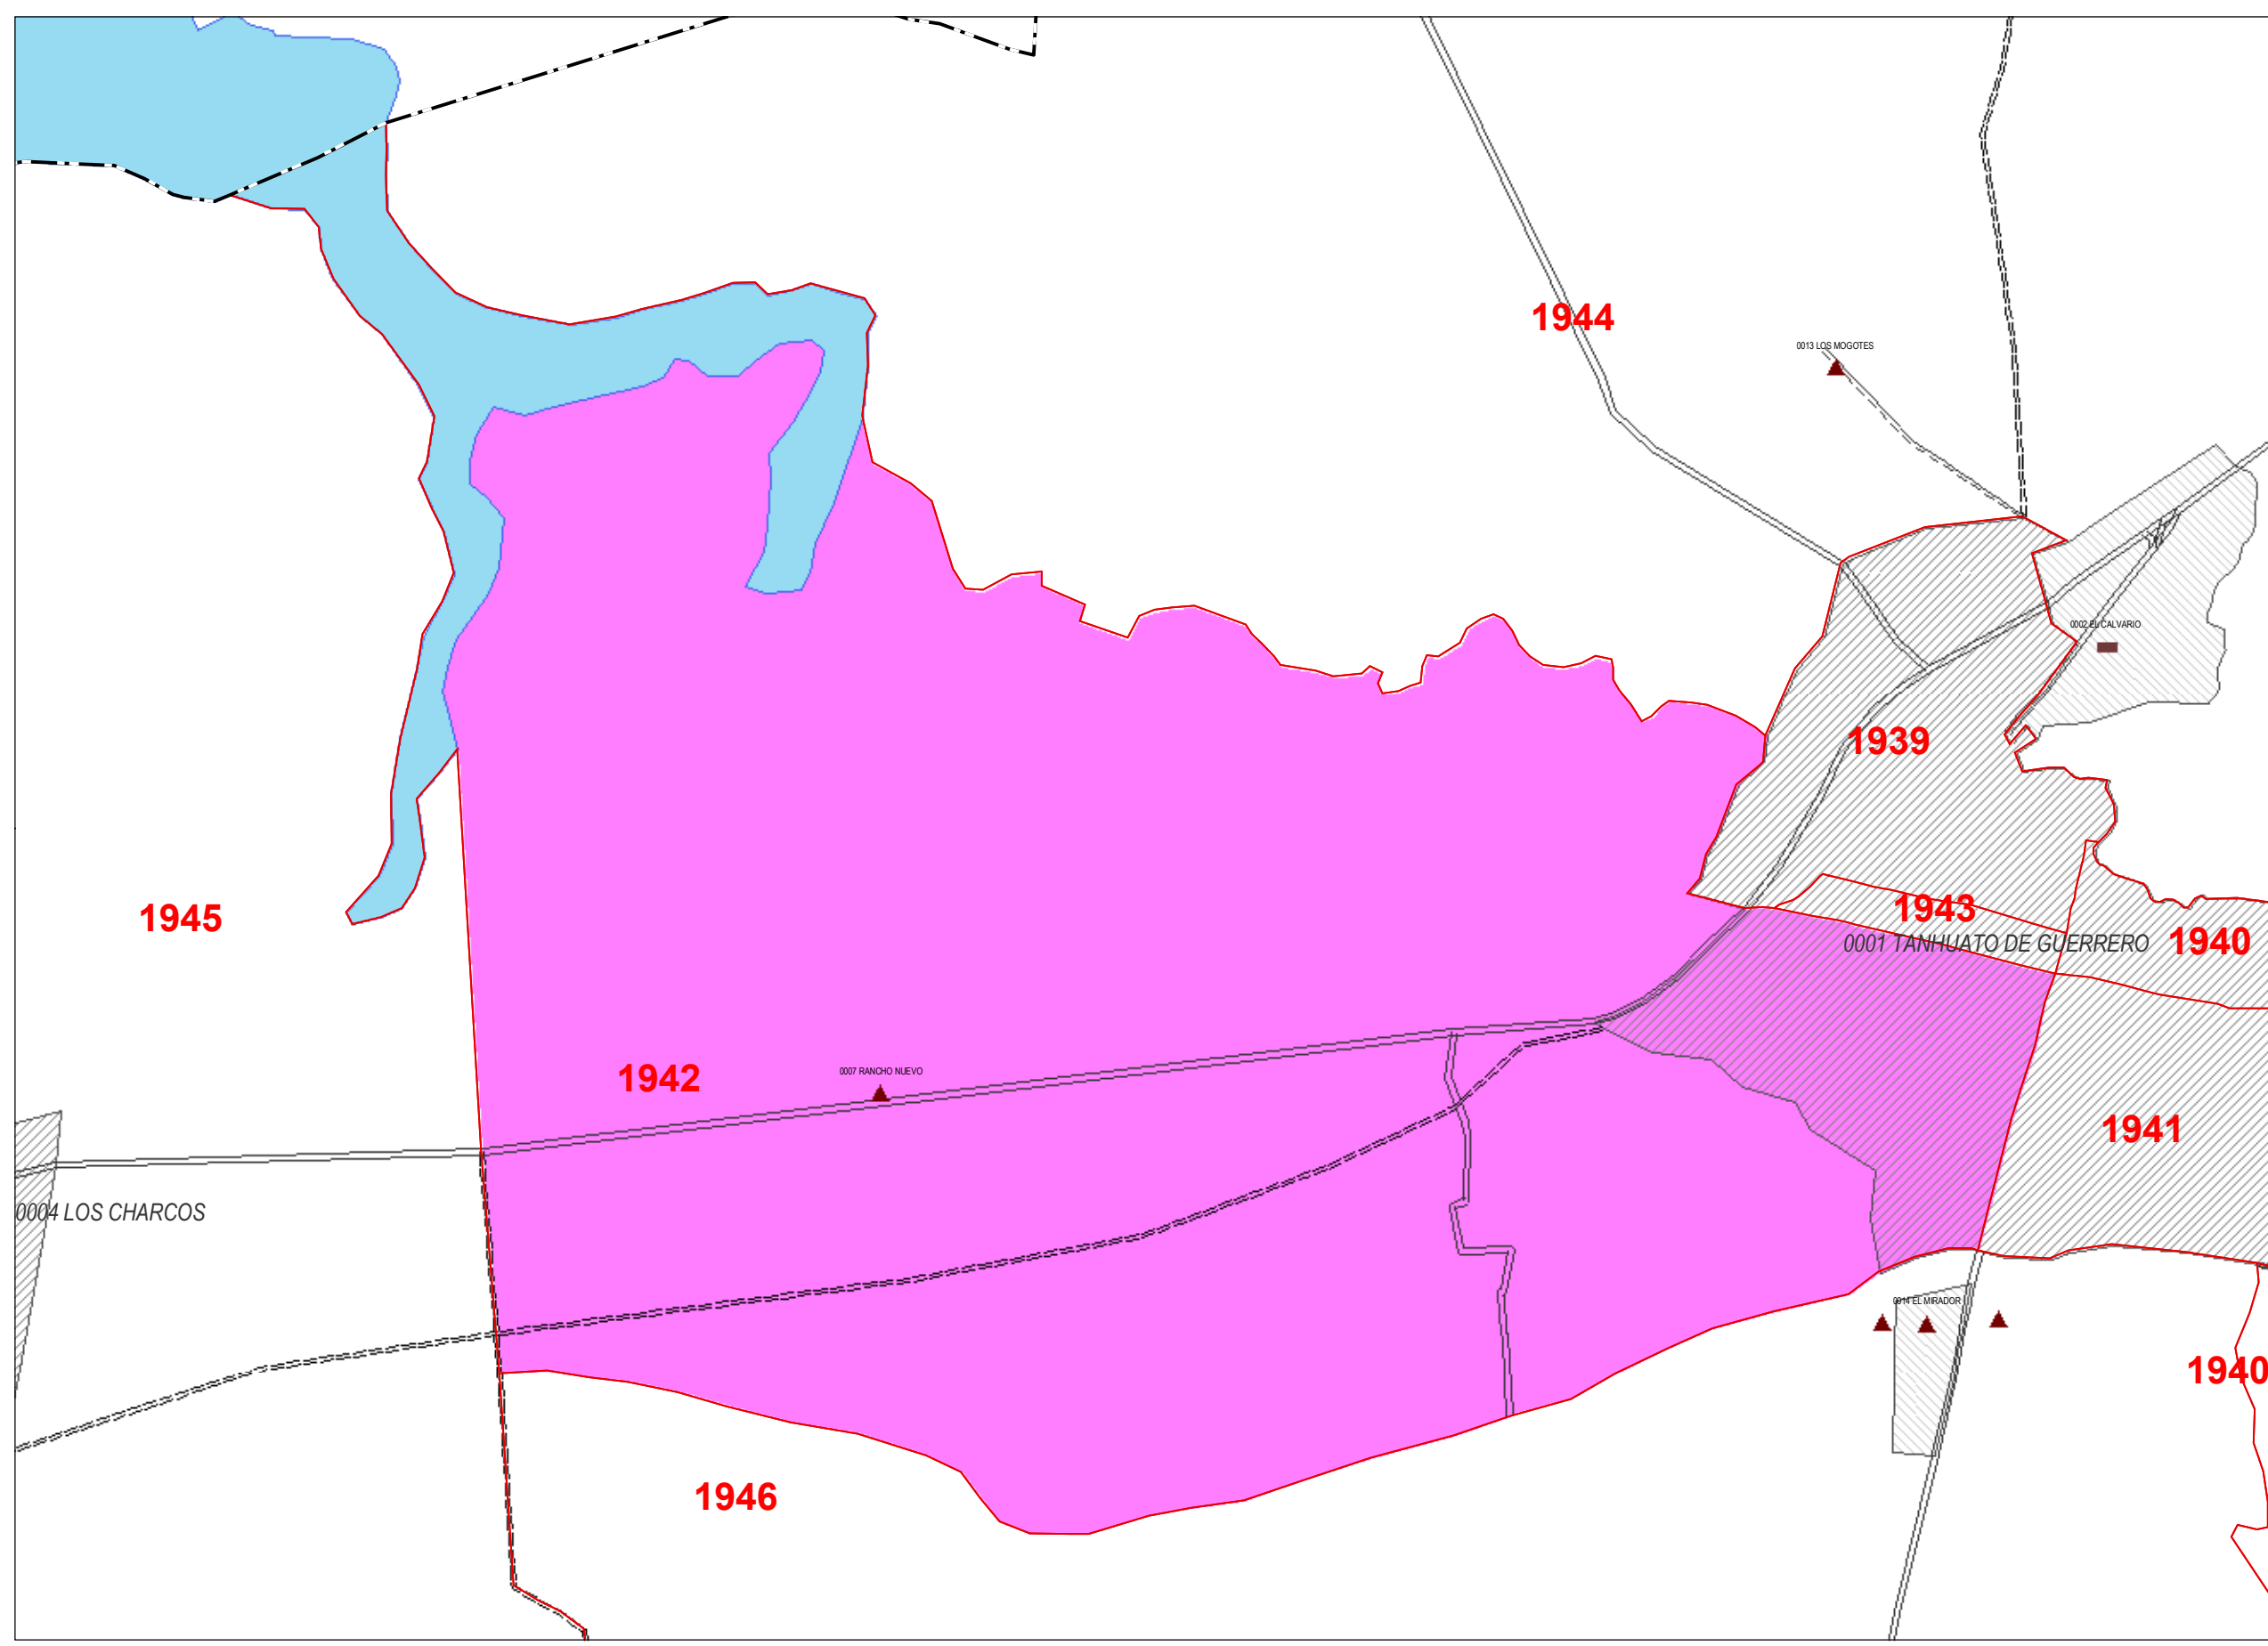 1944
0013 LOS MOGOTES
0002 EL CALVARIO
1939
1943
1945
0001 TANHUATO DE GUERRERO
1940
1942
0007 RANCHO NUEVO
1941
0004 LOS CHARCOS
0014 EL MIRADOR
1940
1946